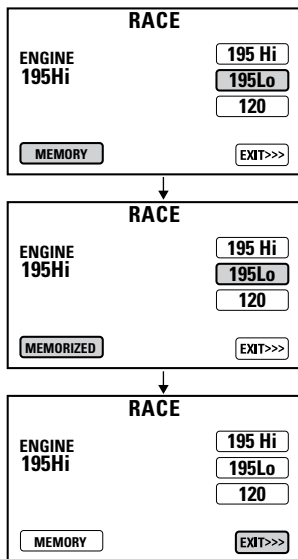 RACE
ENGINE
195Hi
195 Hi
195Lo
120
MEMORY
EXIT>>>
RACE
ENGINE
195Hi
195 Hi
195Lo
120
MEMORIZED
EXIT>>>
RACE
ENGINE
195Hi
195 Hi
195Lo
120
MEMORY
EXIT>>>